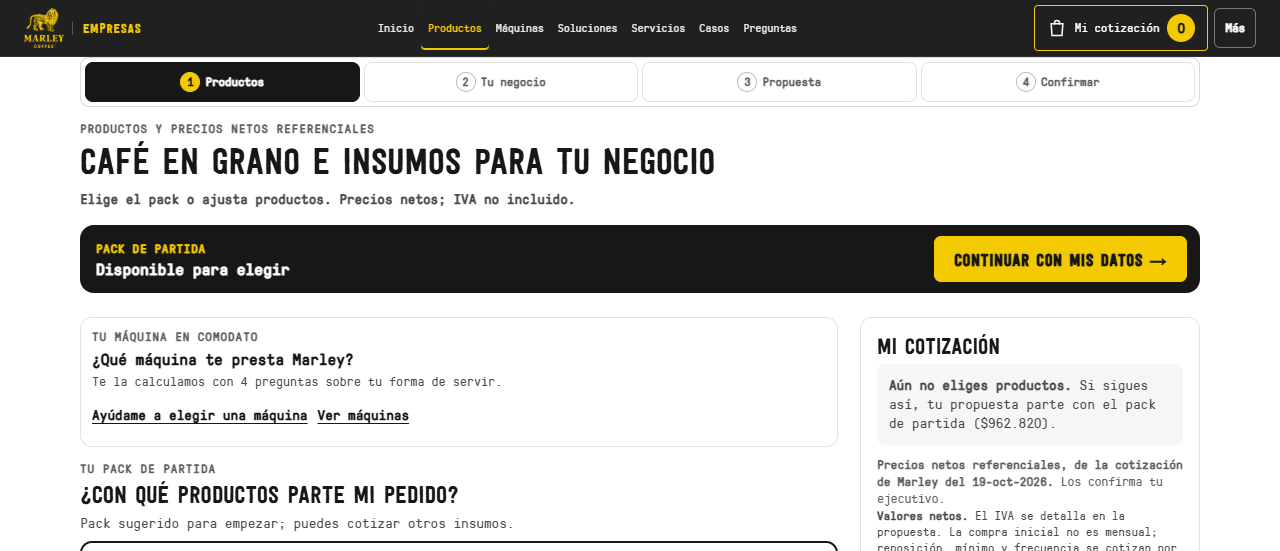 MARLEY
COFFEE
EMPRESAS
Inicio
Productos
Máquinas
Soluciones
Servicios
Casos
Preguntas
Mi cotización 0
Más
1 Productos
2 Tu negocio
3 Propuesta
4 Confirmar
PRODUCTOS Y PRECIOS NETOS REFERENCIALES
CAFÉ EN GRANO E INSUMOS PARA TU NEGOCIO
Elige el pack o ajusta productos. Precios netos; IVA no incluido.
PACK DE PARTIDA
Disponible para elegir
CONTINUAR CON MIS DATOS →
TU MÁQUINA EN COMODATO
¿Qué máquina te presta Marley?
Te la calculamos con 4 preguntas sobre tu forma de servir.
Ayúdame a elegir una máquina Ver máquinas
TU PACK DE PARTIDA
¿CON QUÉ PRODUCTOS PARTE MI PEDIDO?
Pack sugerido para empezar; puedes cotizar otros insumos.
MI COTIZACIÓN
Aún no eliges productos. Si sigues
así, tu propuesta parte con el pack
de partida ($962.820).
Precios netos referenciales, de la cotización
de Marley del 19-oct-2026. Los confirma tu
ejecutivo.
Valores netos. El IVA se detalla en la
propuesta. La compra inicial no es mensual;
reposición, mínimo y frecuencia se cotizan por